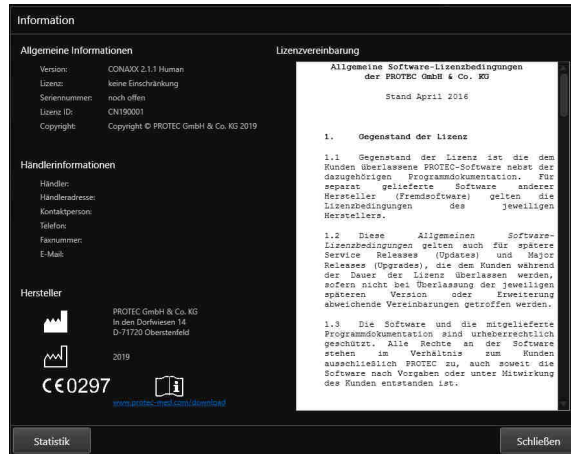 Information
Allgemeine Informationen
Version: CONAXX 2.1.1 Human
Lizenz: keine Einschränkung
Seriennummer: noch offen
Lizenz ID: CN190001
Copyright: Copyright © PROTEC GmbH & Co. KG 2019
Händlerinformationen
Händler:
Händleradresse:
Kontaktperson:
Telefon:
Faxnummer:
E-Mail:
Hersteller
PROTEC GmbH & Co. KG
In den Dorfwiesen 14
D-71720 Oberstenfeld
2019
CE0297
www.protec-med.com/download
Lizenzvereinbarung
Allgemeine Software-Lizenzbedingungen
der PROTEC GmbH & Co. KG
Stand April 2016
1. Gegenstand der Lizenz
1.1 Gegenstand der Lizenz ist die dem
Kunden überlassene PROTEC-Software nebst der
dazugehörigen Programmdokumentation. Für
separat gelieferte Software anderer
Hersteller (Fremdsoftware) gelten die
Lizenzbedingungen des jeweiligen
Herstellers.
1.2 Diese Allgemeinen Software-
Lizenzbedingungen gelten auch für spätere
Service Releases (Updates) und Major
Releases (Upgrades), die dem Kunden während
der Dauer der Lizenz überlassen werden,
sofern nicht bei Überlassung der jeweiligen
späteren Version oder Erweiterung
abweichende Vereinbarungen getroffen werden.
1.3 Die Software und die mitgelieferte
Programmdokumentation sind urheberrechtlich
geschützt. Alle Rechte an der Software
stehen im Verhältnis zum Kunden
ausschließlich PROTEC zu, auch soweit die
Software nach Vorgaben oder unter Mitwirkung
des Kunden entstanden ist.
Statistik
Schließen